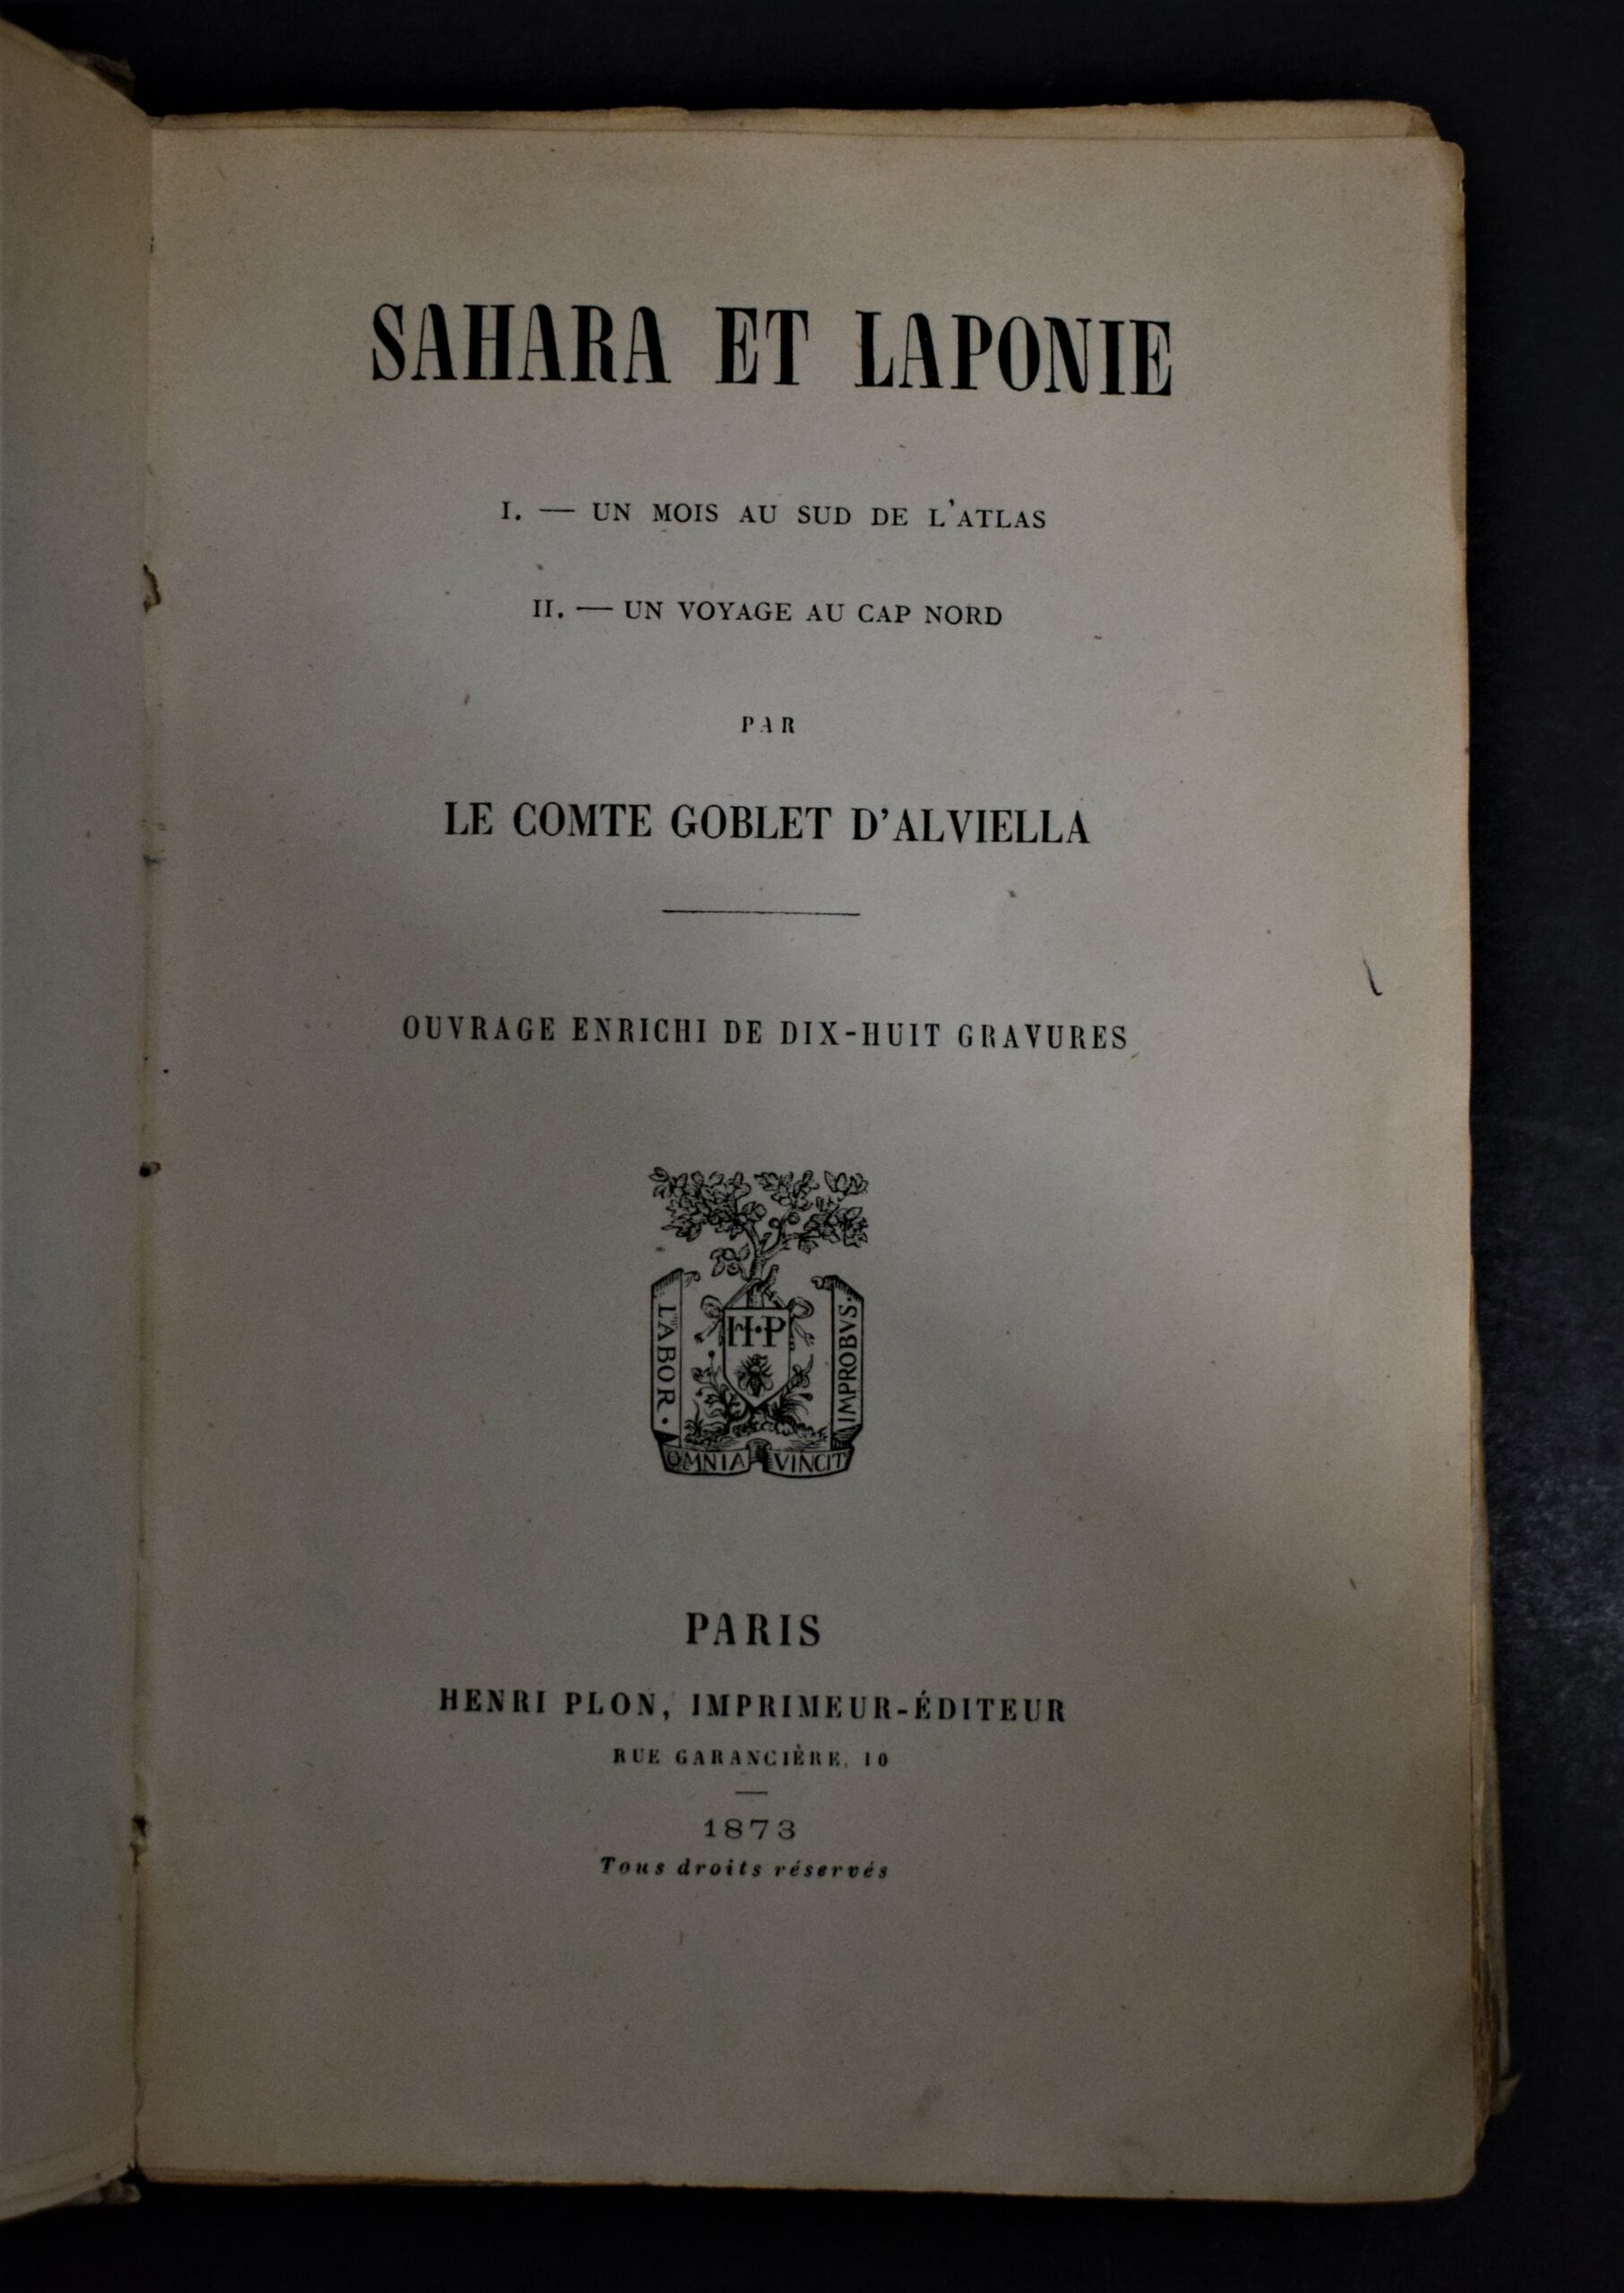 SAHARA ET LAPONIE
I. — UN MOIS AU SUD DE L'ATLAS
II. — UN VOYAGE AU CAP NORD
PAR
LE COMTE GOBLET D'ALVIELLA
OUVRAGE ENRICHI DE DIX-HUIT GRAVURES
H·P
LABOR·
IMPROBVS·
OMNIA VINCIT
PARIS
HENRI PLON, IMPRIMEUR-ÉDITEUR
RUE GARANCIÈRE, 10
1873
Tous droits réservés